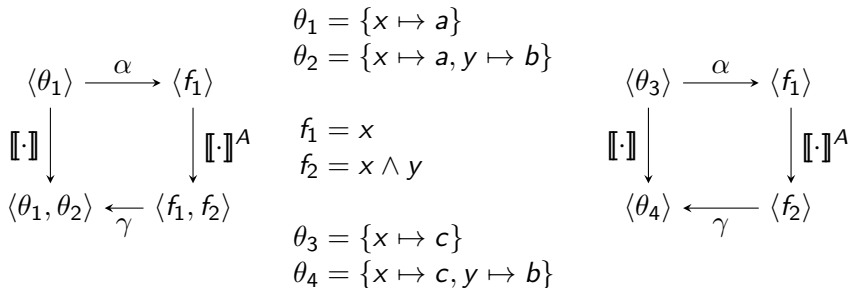 θ₁ = {x ↦ a}
θ₂ = {x ↦ a, y ↦ b}
⟨θ₁⟩ α ⟨f₁⟩
⟦·⟧ ⟦·⟧ᴬ
⟨θ₁, θ₂⟩ γ ⟨f₁, f₂⟩
f₁ = x
f₂ = x ∧ y
θ₃ = {x ↦ c}
θ₄ = {x ↦ c, y ↦ b}
⟨θ₃⟩ α ⟨f₁⟩
⟦·⟧ ⟦·⟧ᴬ
⟨θ₄⟩ γ ⟨f₂⟩